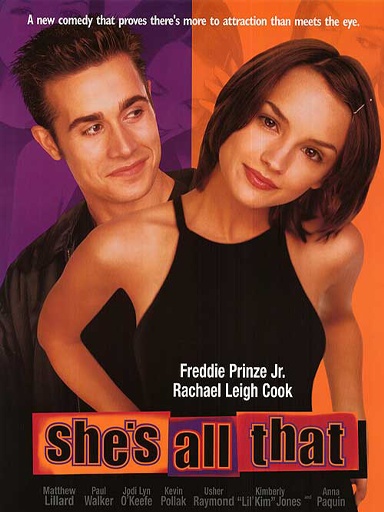 A new comedy that proves there's more to attraction than meets the eye.
Freddie Prinze Jr.
Rachael Leigh Cook
she's all that
Matthew Lillard Paul Walker Jodi Lyn O'Keefe Kevin Pollak Usher Raymond Kimberly "Lil' Kim" Jones and Anna Paquin